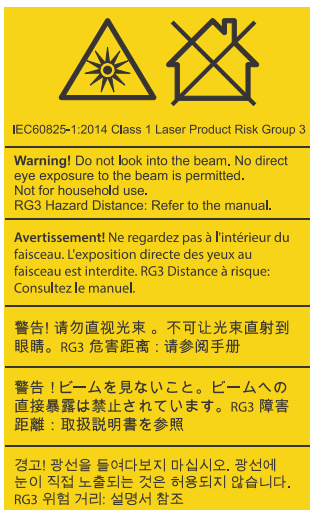 IEC60825-1:2014 Class 1 Laser Product Risk Group 3
Warning! Do not look into the beam. No direct
eye exposure to the beam is permitted.
Not for household use.
RG3 Hazard Distance: Refer to the manual.
Avertissement! Ne regardez pas à l'intérieur du
faisceau. L'exposition directe des yeux au
faisceau est interdite. RG3 Distance à risque:
Consultez le manuel.
警告! 请勿直视光束 。不可让光束直射到
眼睛。RG3 危害距离 : 请参阅手册
警告 ! ビームを見ないこと。ビームへの
直接暴露は禁止されています。RG3 障害
距離 : 取扱説明書を参照
경고! 광선을 들여다보지 마십시오. 광선에
눈이 직접 노출되는 것은 허용되지 않습니다.
RG3 위험 거리: 설명서 참조